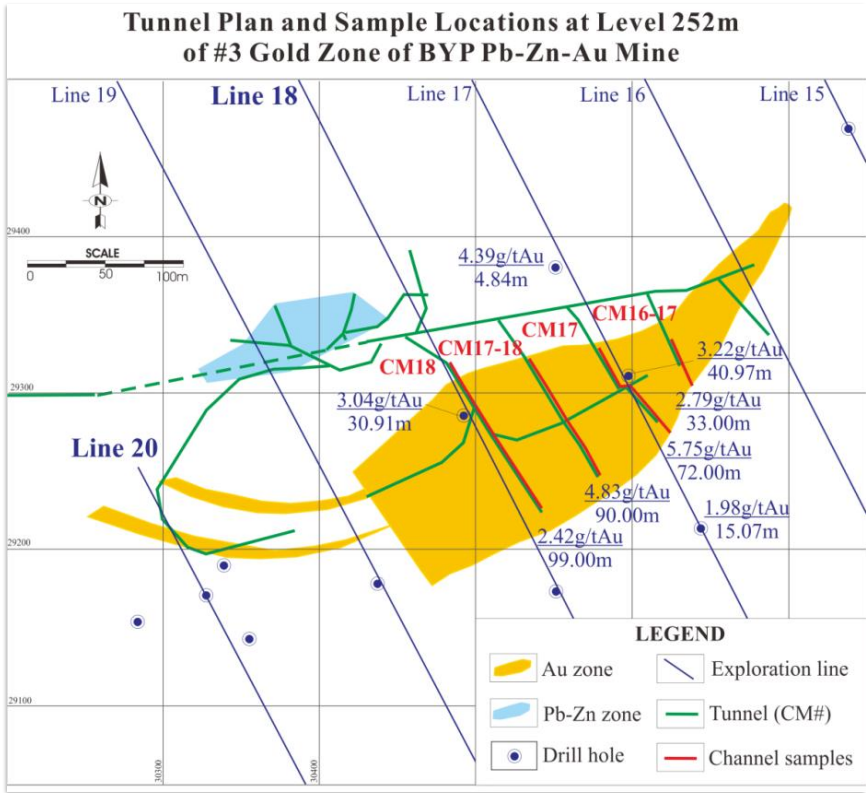 Tunnel Plan and Sample Locations at Level 252m
of #3 Gold Zone of BYP Pb-Zn-Au Mine
Line 19
Line 18
Line 17
Line 16
Line 15
N
SCALE
0 50 100m
29400
4.39g/tAu
4.84m
CM16-17
CM17
CM17-18
CM18
3.22g/tAu
40.97m
29300
3.04g/tAu
30.91m
2.79g/tAu
33.00m
Line 20
5.75g/tAu
72.00m
4.83g/tAu
90.00m
1.98g/tAu
15.07m
2.42g/tAu
99.00m
29200
29100
30300
30400
LEGEND
Au zone
Exploration line
Pb-Zn zone
Tunnel (CM#)
Drill hole
Channel samples